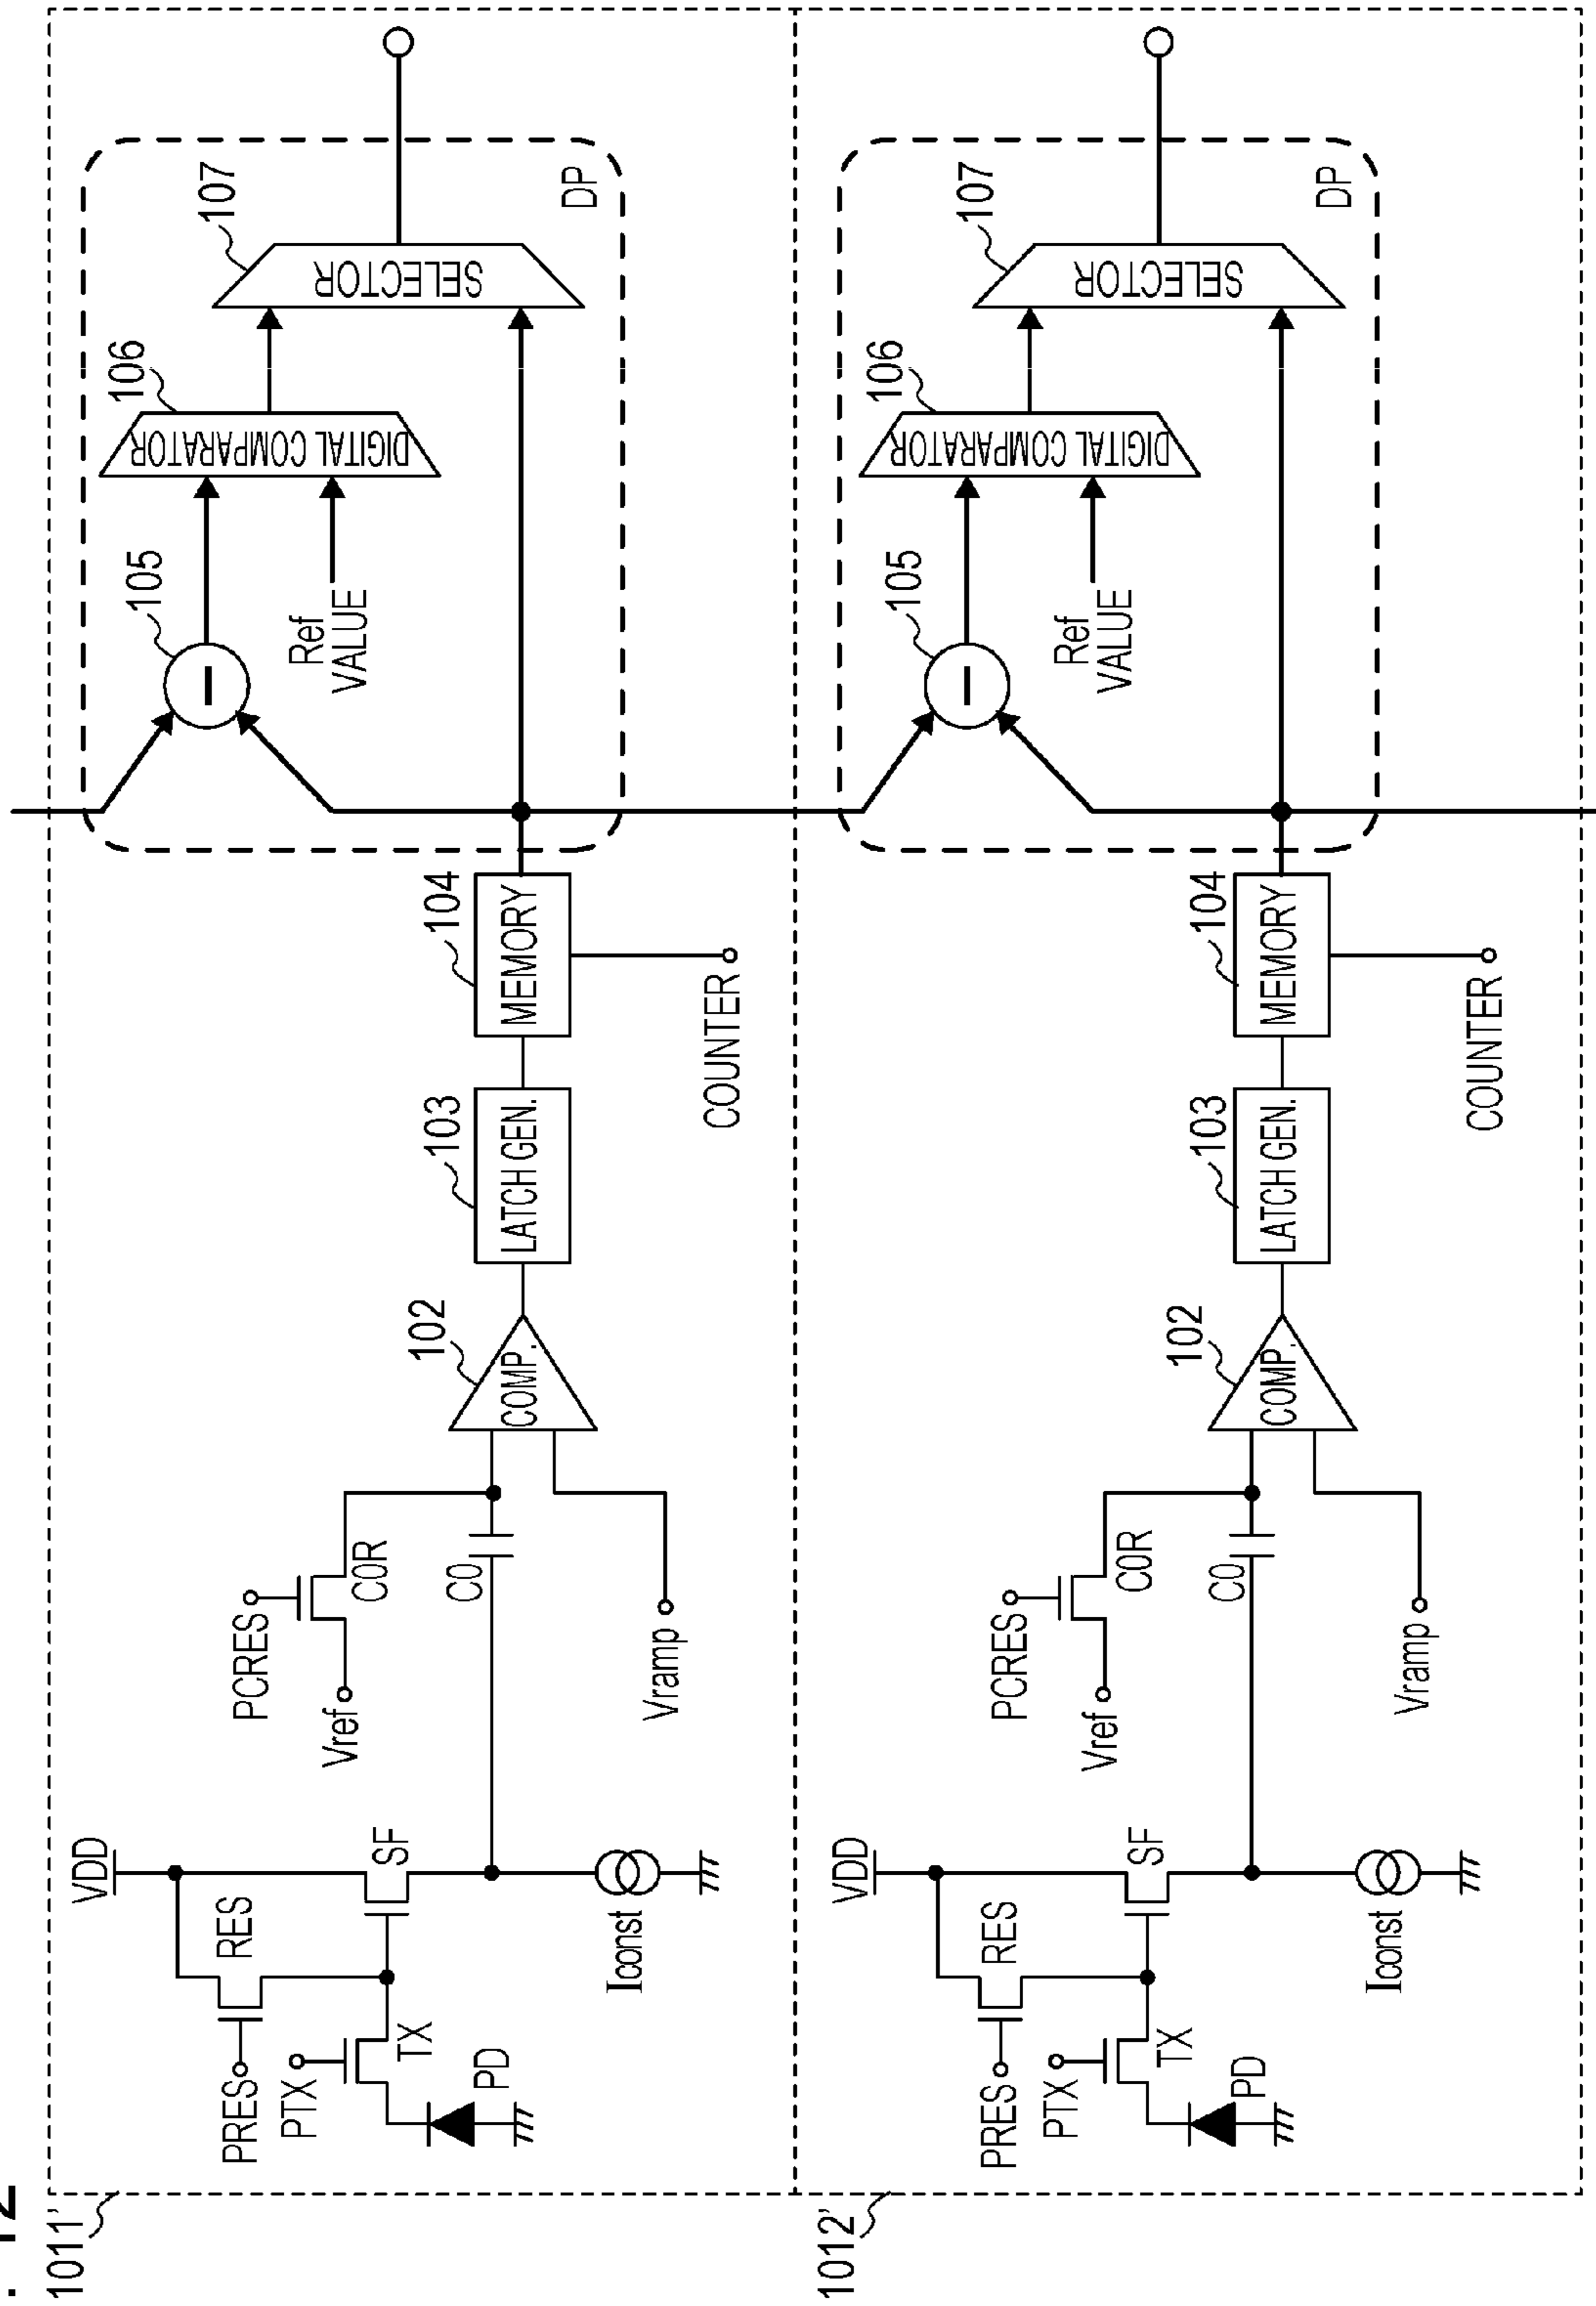 1011'
VDD
RES
PRES
PTX
TX
PD
SF
Iconst
PCRES
Vref
C0R
C0
Vramp
102
COMP.
103
LATCH GEN.
104
MEMORY
COUNTER
105
Ref
VALUE
106
DIGITAL COMPARATOR
107
SELECTOR
DP
1012'
VDD
RES
PRES
PTX
TX
PD
SF
Iconst
PCRES
Vref
C0R
C0
Vramp
102
COMP.
103
LATCH GEN.
104
MEMORY
COUNTER
105
Ref
VALUE
106
DIGITAL COMPARATOR
107
SELECTOR
DP